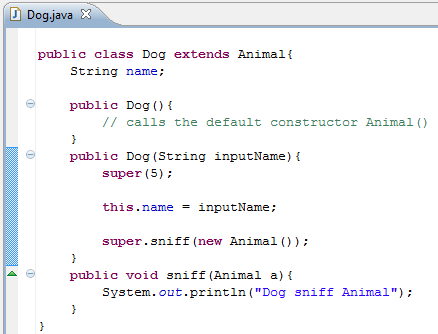 Dog.java
public class Dog extends Animal{
String name;
public Dog(){
// calls the default constructor Animal()
}
public Dog(String inputName){
super(5);
this.name = inputName;
super.sniff(new Animal());
}
public void sniff(Animal a){
System.out.println("Dog sniff Animal");
}
}